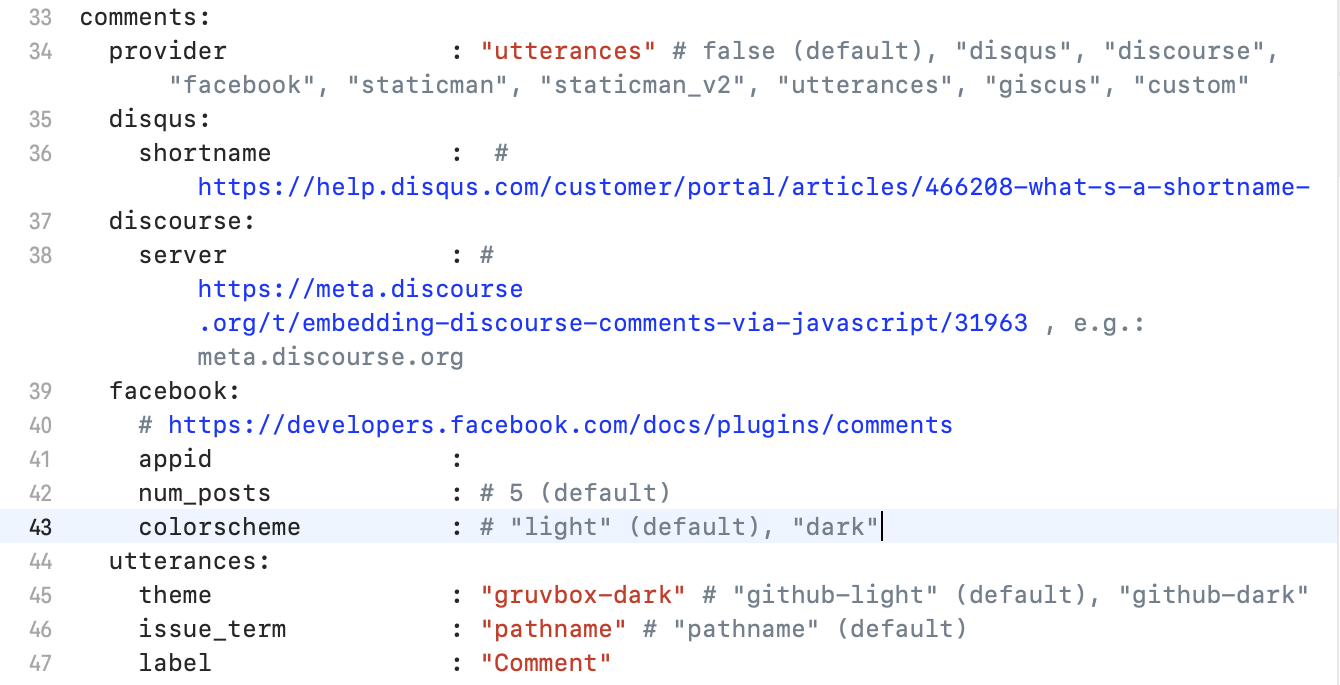 33 comments:
34   provider               : "utterances" # false (default), "disqus", "discourse",
      "facebook", "staticman", "staticman_v2", "utterances", "giscus", "custom"
35   disqus:
36     shortname            :  #
        https://help.disqus.com/customer/portal/articles/466208-what-s-a-shortname-
37   discourse:
38     server               : #
        https://meta.discourse
        .org/t/embedding-discourse-comments-via-javascript/31963 , e.g.:
        meta.discourse.org
39   facebook:
40     # https://developers.facebook.com/docs/plugins/comments
41     appid                :
42     num_posts            : # 5 (default)
43     colorscheme          : # "light" (default), "dark"
44   utterances:
45     theme                : "gruvbox-dark" # "github-light" (default), "github-dark"
46     issue_term           : "pathname" # "pathname" (default)
47     label                : "Comment"